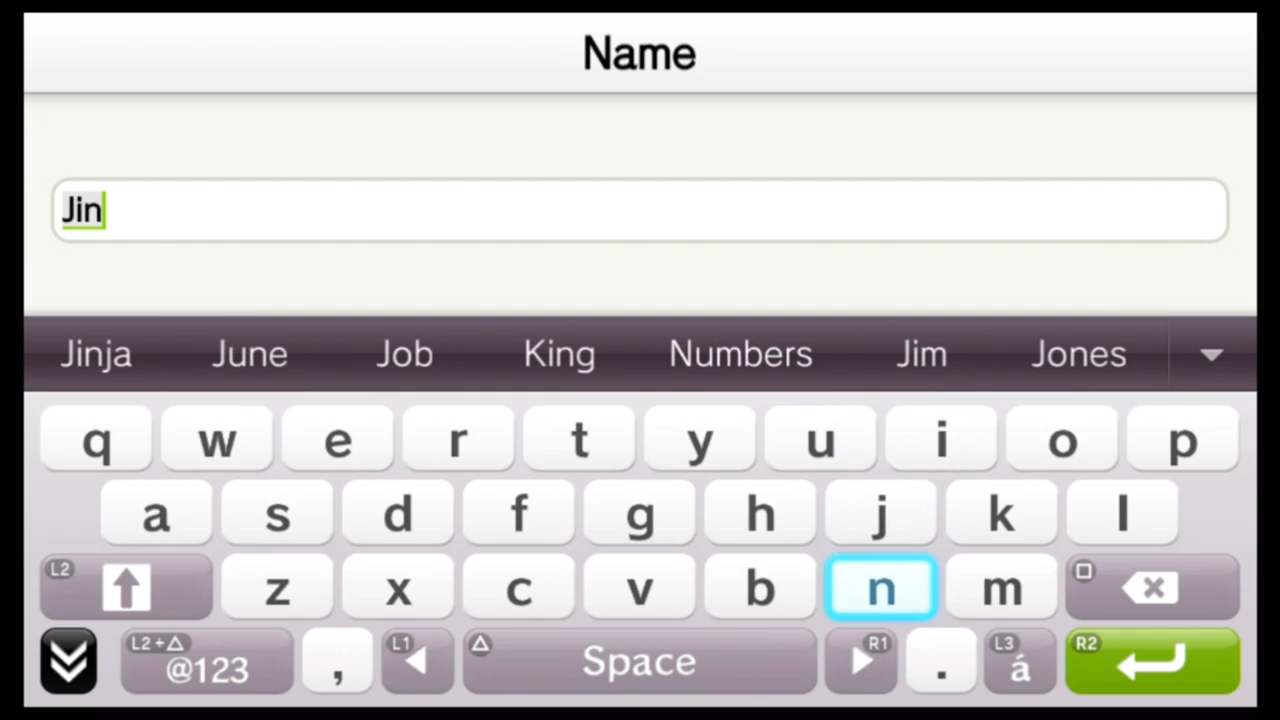 Name
Jin
Jinja June Job King Numbers Jim Jones
q w e r t y u i o p
a s d f g h j k l
L2 z x c v b n m
L2+△ @123 , L1 △ Space R1 . L3 á R2